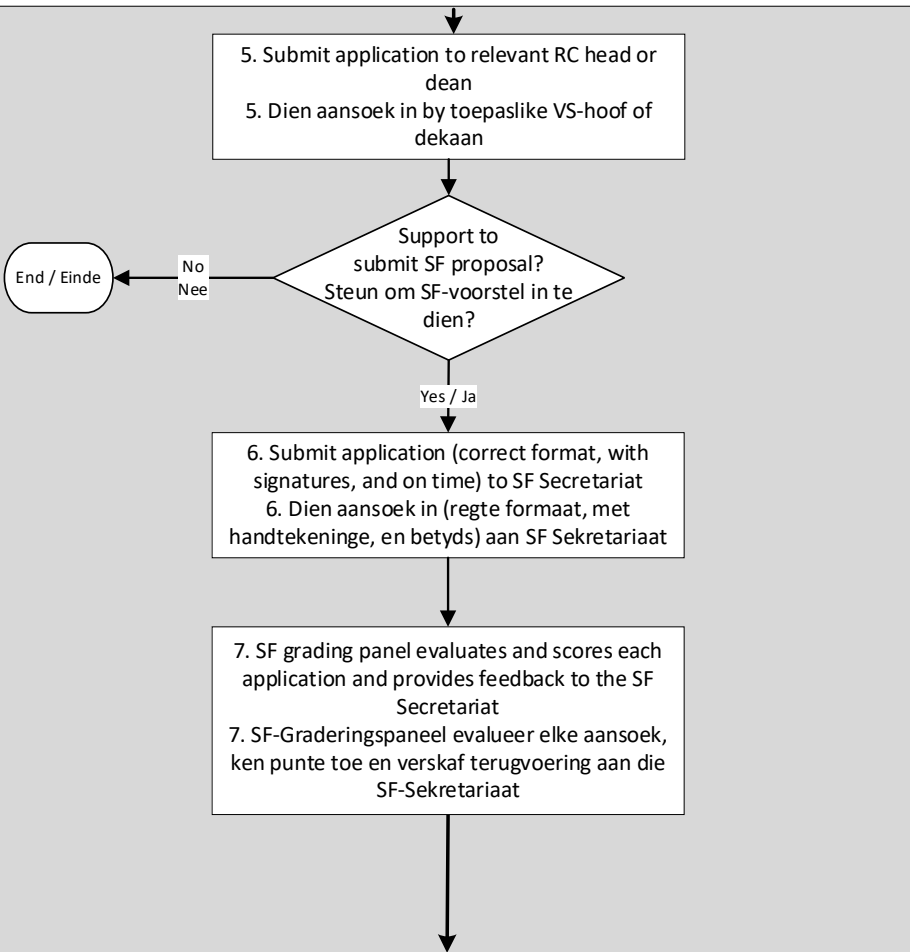 5. Submit application to relevant RC head or
dean
5. Dien aansoek in by toepaslike VS-hoof of
dekaan
Support to
submit SF proposal?
Steun om SF-voorstel in te
dien?
No
Nee
End / Einde
Yes / Ja
6. Submit application (correct format, with
signatures, and on time) to SF Secretariat
6. Dien aansoek in (regte formaat, met
handtekeninge, en betyds) aan SF Sekretariaat
7. SF grading panel evaluates and scores each
application and provides feedback to the SF
Secretariat
7. SF-Graderingspaneel evalueer elke aansoek,
ken punte toe en verskaf terugvoering aan die
SF-Sekretariaat